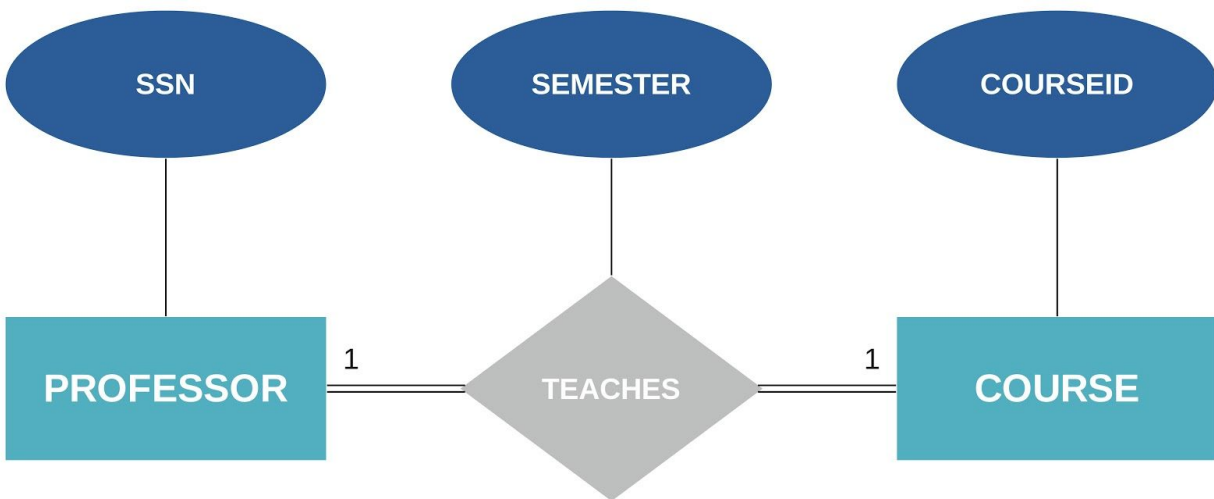 SSN
SEMESTER
COURSEID
PROFESSOR
1
TEACHES
1
COURSE